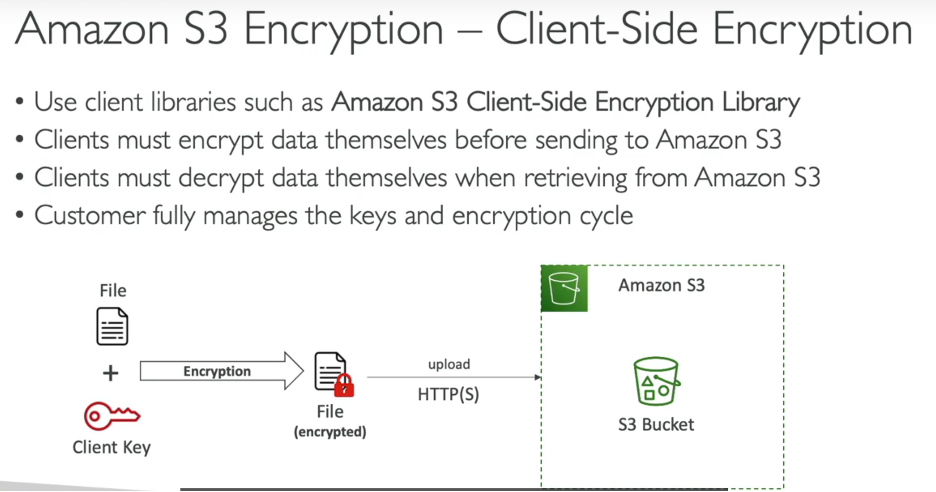 Amazon S3 Encryption – Client-Side Encryption
• Use client libraries such as Amazon S3 Client-Side Encryption Library
• Clients must encrypt data themselves before sending to Amazon S3
• Clients must decrypt data themselves when retrieving from Amazon S3
• Customer fully manages the keys and encryption cycle
File
+
Client Key
Encryption
File
(encrypted)
upload
HTTP(S)
Amazon S3
S3 Bucket